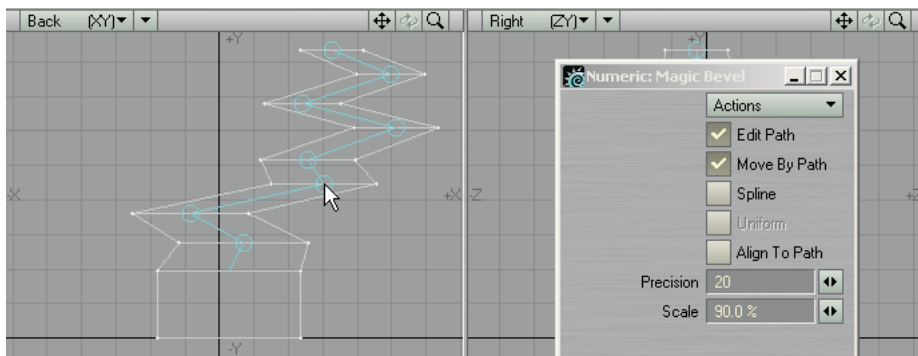 Back (XY)
Right (ZY)
+Y
+Y
Numeric: Magic Bevel
Actions
Edit Path
Move By Path
Spline
-X
+X
-Z
+Z
Uniform
Align To Path
Precision 20
Scale 90.0 %
-Y